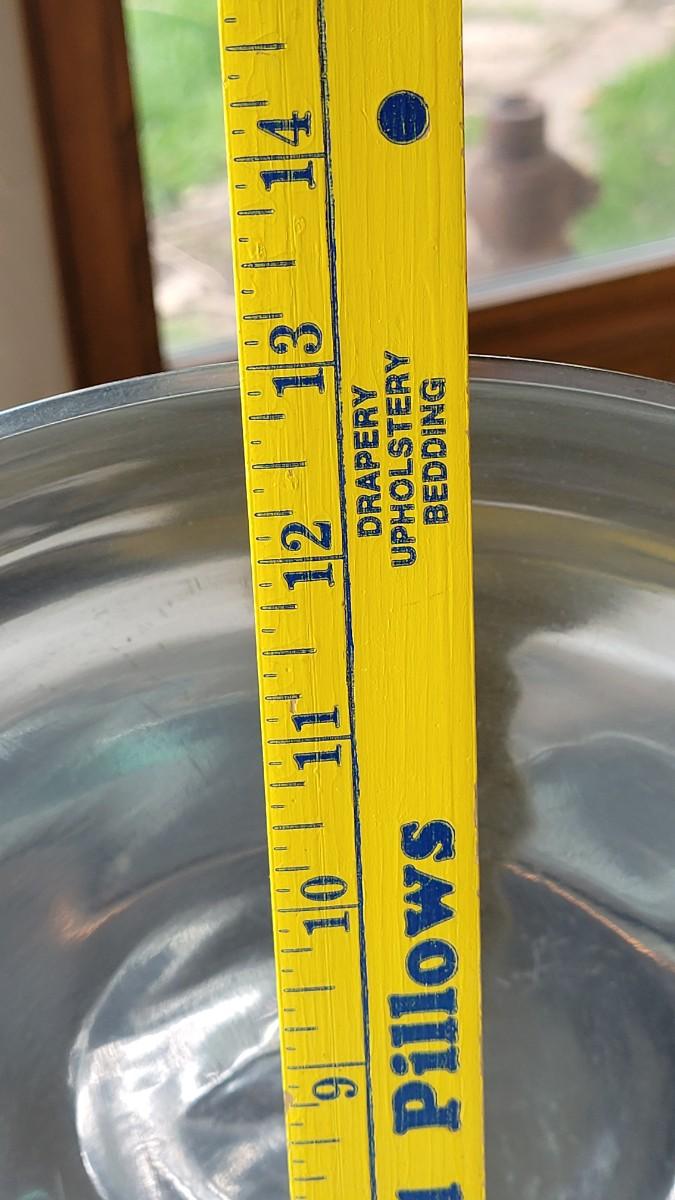 14
13
12
11
10
9
DRAPERY
UPHOLSTERY
BEDDING
Pillows